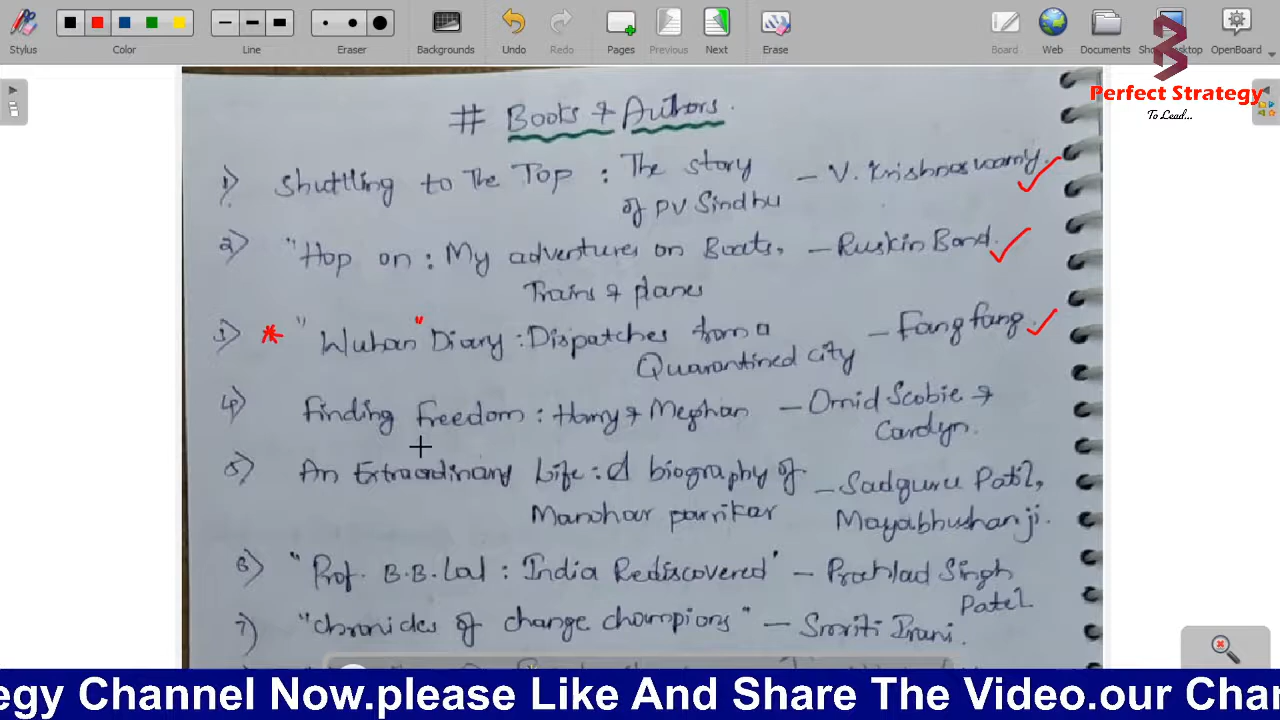 Stylus
Color
Line
Eraser
Backgrounds
Undo
Redo
Pages
Previous
Next
Erase
Board
Web
Documents
Desktop
OpenBoard
Perfect Strategy
To Lead...
# Books & Authors.
1) Shuttling to The Top : The story - V. Krishnaswamy.
of PV Sindhu
2) "Hop on : My adventures on Boats, - Ruskin Bond.
Trains & planes
3) * "Wuhan" Diary : Dispatches from a - Fang fang.
Quarantined city
4) Finding Freedom : Harry & Meghan - Omid Scobie &
Carolyn.
5) An Extraordinary Life : A biography of - Sadguru Patil,
Manohar parrikar Mayabhushanji.
6) "Prof. B.B.Lal : India Rediscovered" - Prahlad Singh
Patel
7) "Chronicles of change champions" - Smriti Irani.
egy Channel Now.please Like And Share The Video.our Chan